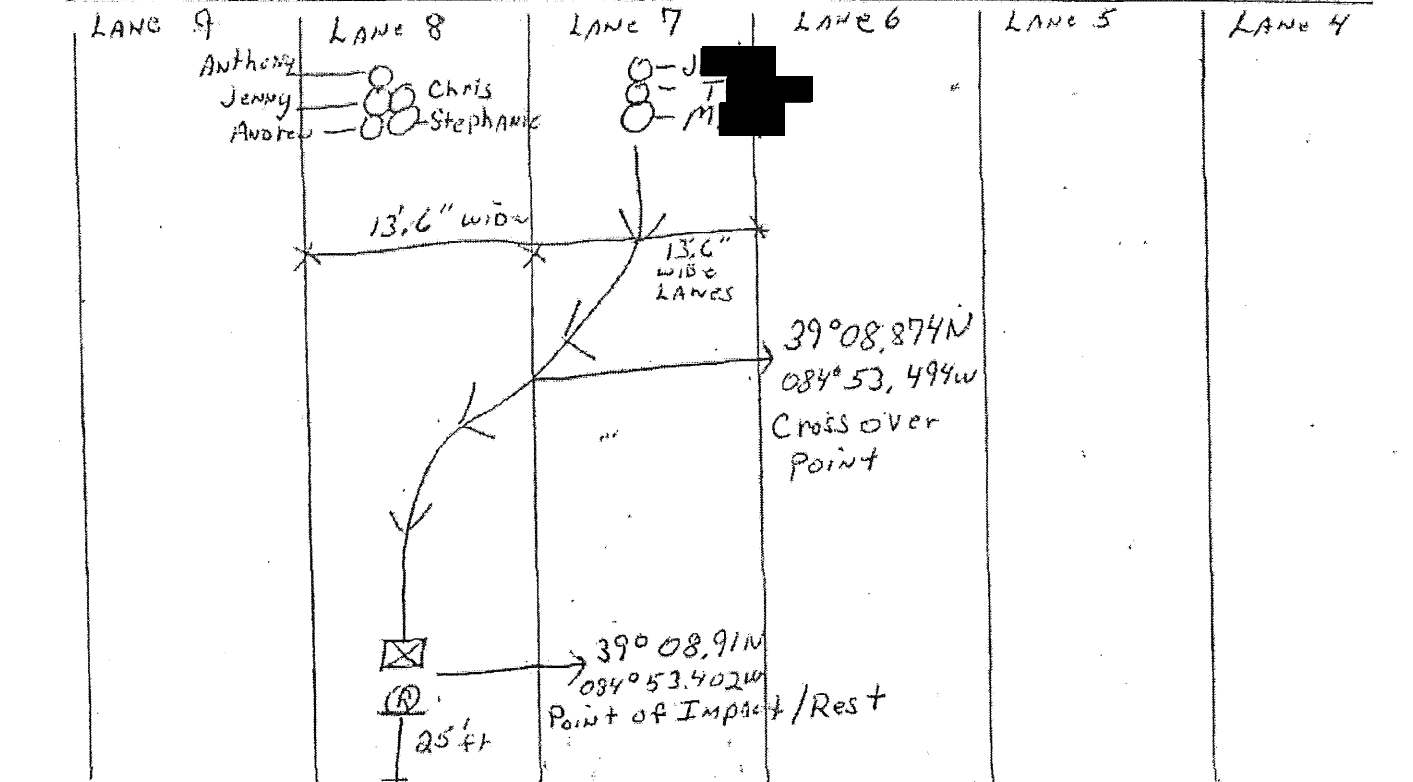 LANE 9
LANE 8
LANE 7
LANE 6
LANE 5
LANE 4
Anthony
Jenny
Andrew
Chris
Stephanie
J
T
M
13'.6" WIDE
13'.6"
WIDE
LANES
39°08.874N
084°53.494W
Cross over
Point
39° 08.91N
084° 53.402W
Point of Impact/Rest
R
25' ft